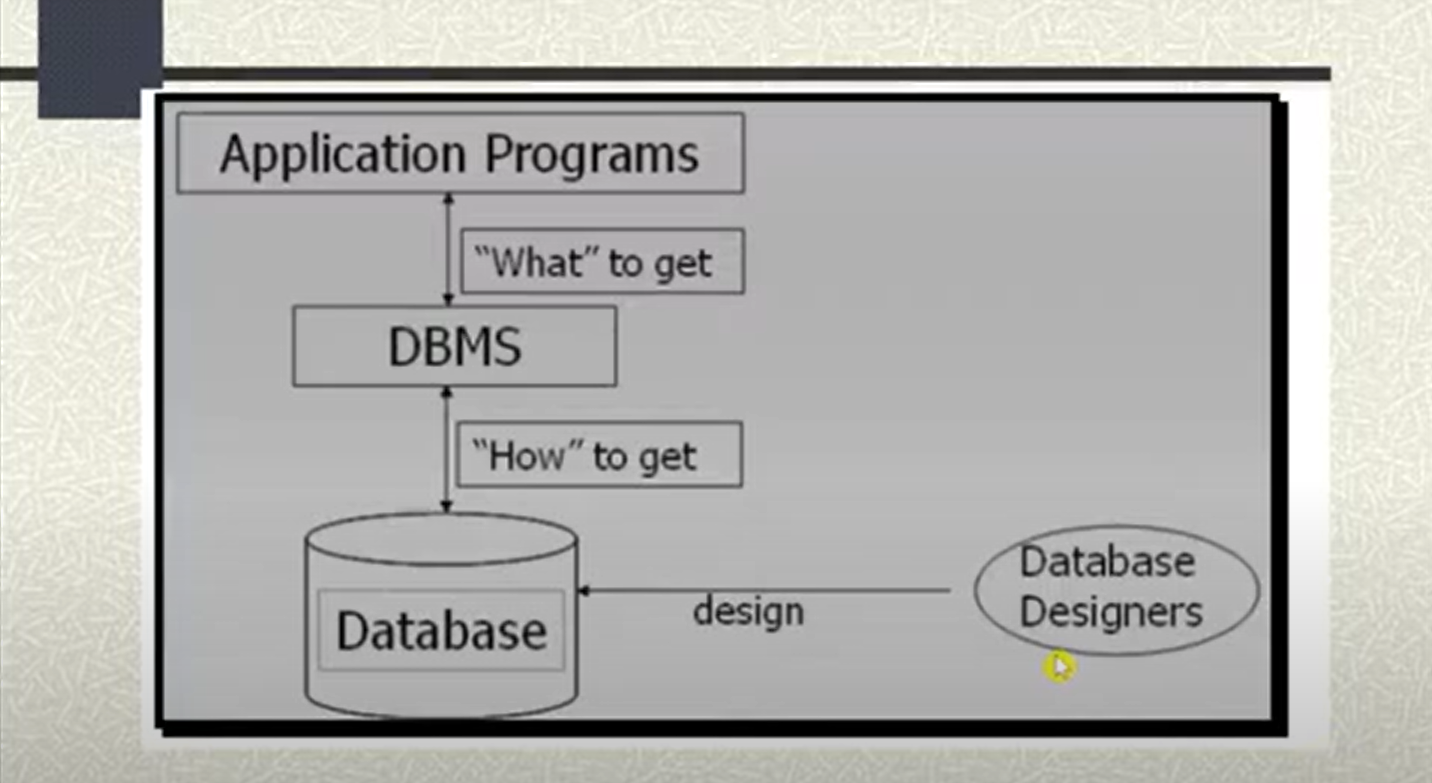 Application Programs
“What” to get
DBMS
“How” to get
Database
design
Database
Designers